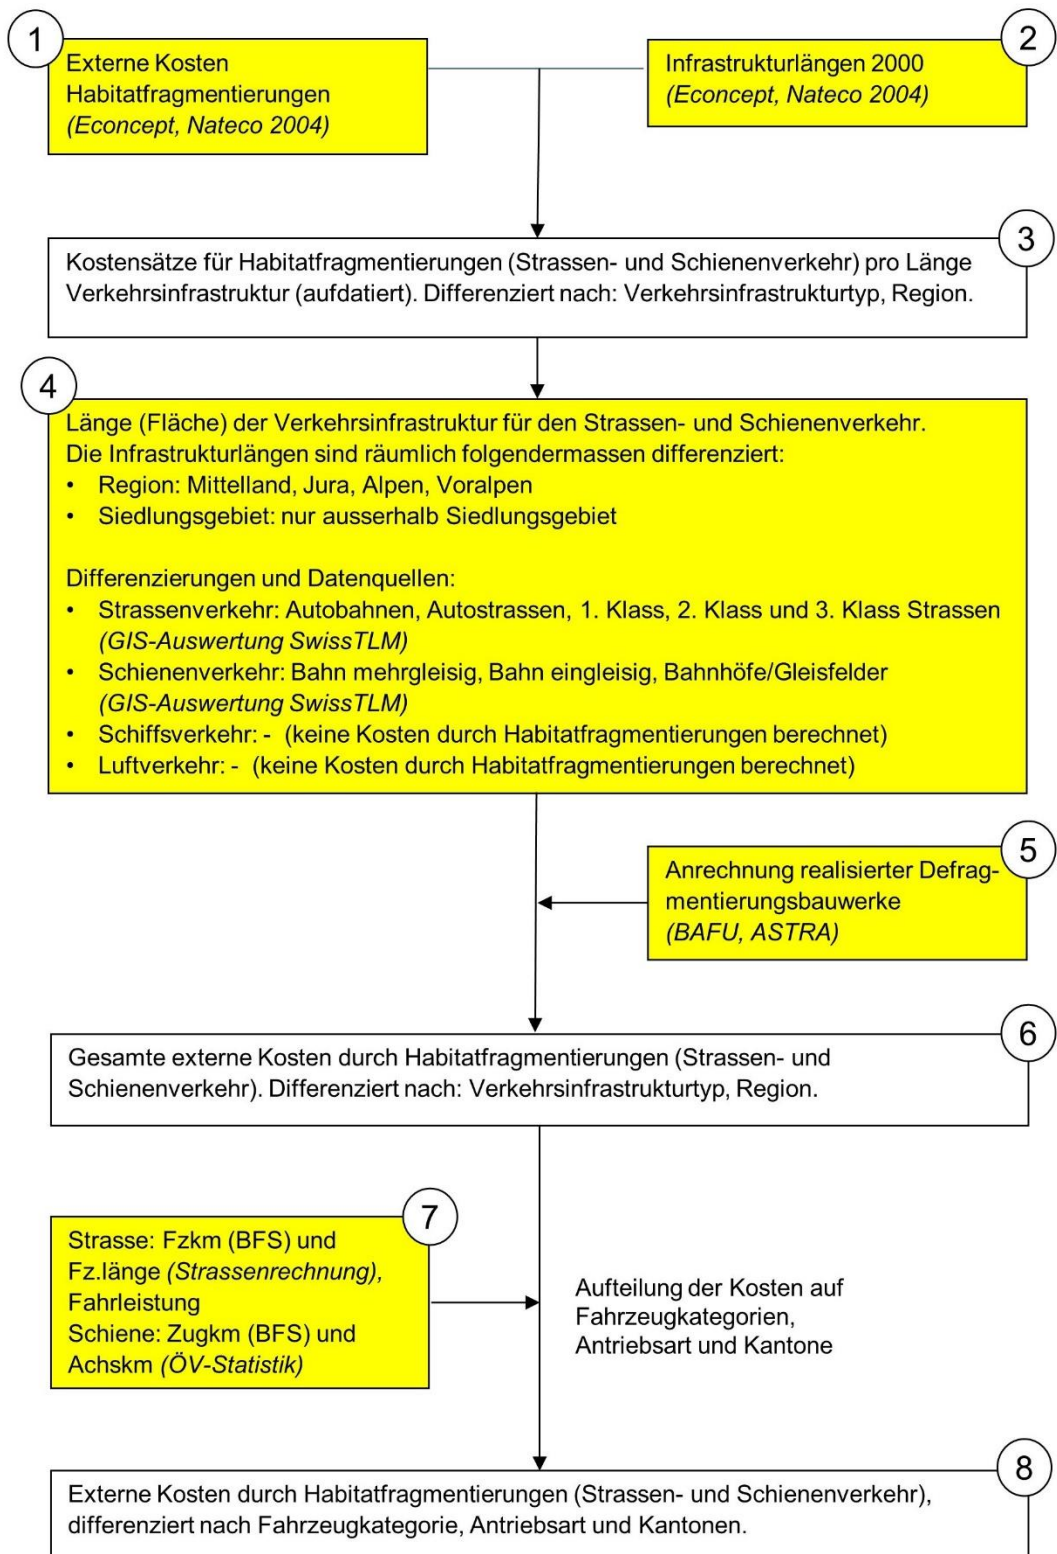 1
Externe Kosten
Habitatfragmentierungen
(Econcept, Nateco 2004)
2
Infrastrukturlängen 2000
(Econcept, Nateco 2004)
3
Kostensätze für Habitatfragmentierungen (Strassen- und Schienenverkehr) pro Länge
Verkehrsinfrastruktur (aufdatiert). Differenziert nach: Verkehrsinfrastrukturtyp, Region.
4
Länge (Fläche) der Verkehrsinfrastruktur für den Strassen- und Schienenverkehr.
Die Infrastrukturlängen sind räumlich folgendermassen differenziert:
• Region: Mittelland, Jura, Alpen, Voralpen
• Siedlungsgebiet: nur ausserhalb Siedlungsgebiet
Differenzierungen und Datenquellen:
• Strassenverkehr: Autobahnen, Autostrassen, 1. Klass, 2. Klass und 3. Klass Strassen
(GIS-Auswertung SwissTLM)
• Schienenverkehr: Bahn mehrgleisig, Bahn eingleisig, Bahnhöfe/Gleisfelder
(GIS-Auswertung SwissTLM)
• Schiffsverkehr: - (keine Kosten durch Habitatfragmentierungen berechnet)
• Luftverkehr: - (keine Kosten durch Habitatfragmentierungen berechnet)
5
Anrechnung realisierter Defrag-
mentierungsbauwerke
(BAFU, ASTRA)
6
Gesamte externe Kosten durch Habitatfragmentierungen (Strassen- und
Schienenverkehr). Differenziert nach: Verkehrsinfrastrukturtyp, Region.
7
Strasse: Fzkm (BFS) und
Fz.länge (Strassenrechnung),
Fahrleistung
Schiene: Zugkm (BFS) und
Achskm (ÖV-Statistik)
Aufteilung der Kosten auf
Fahrzeugkategorien,
Antriebsart und Kantone
8
Externe Kosten durch Habitatfragmentierungen (Strassen- und Schienenverkehr),
differenziert nach Fahrzeugkategorie, Antriebsart und Kantonen.